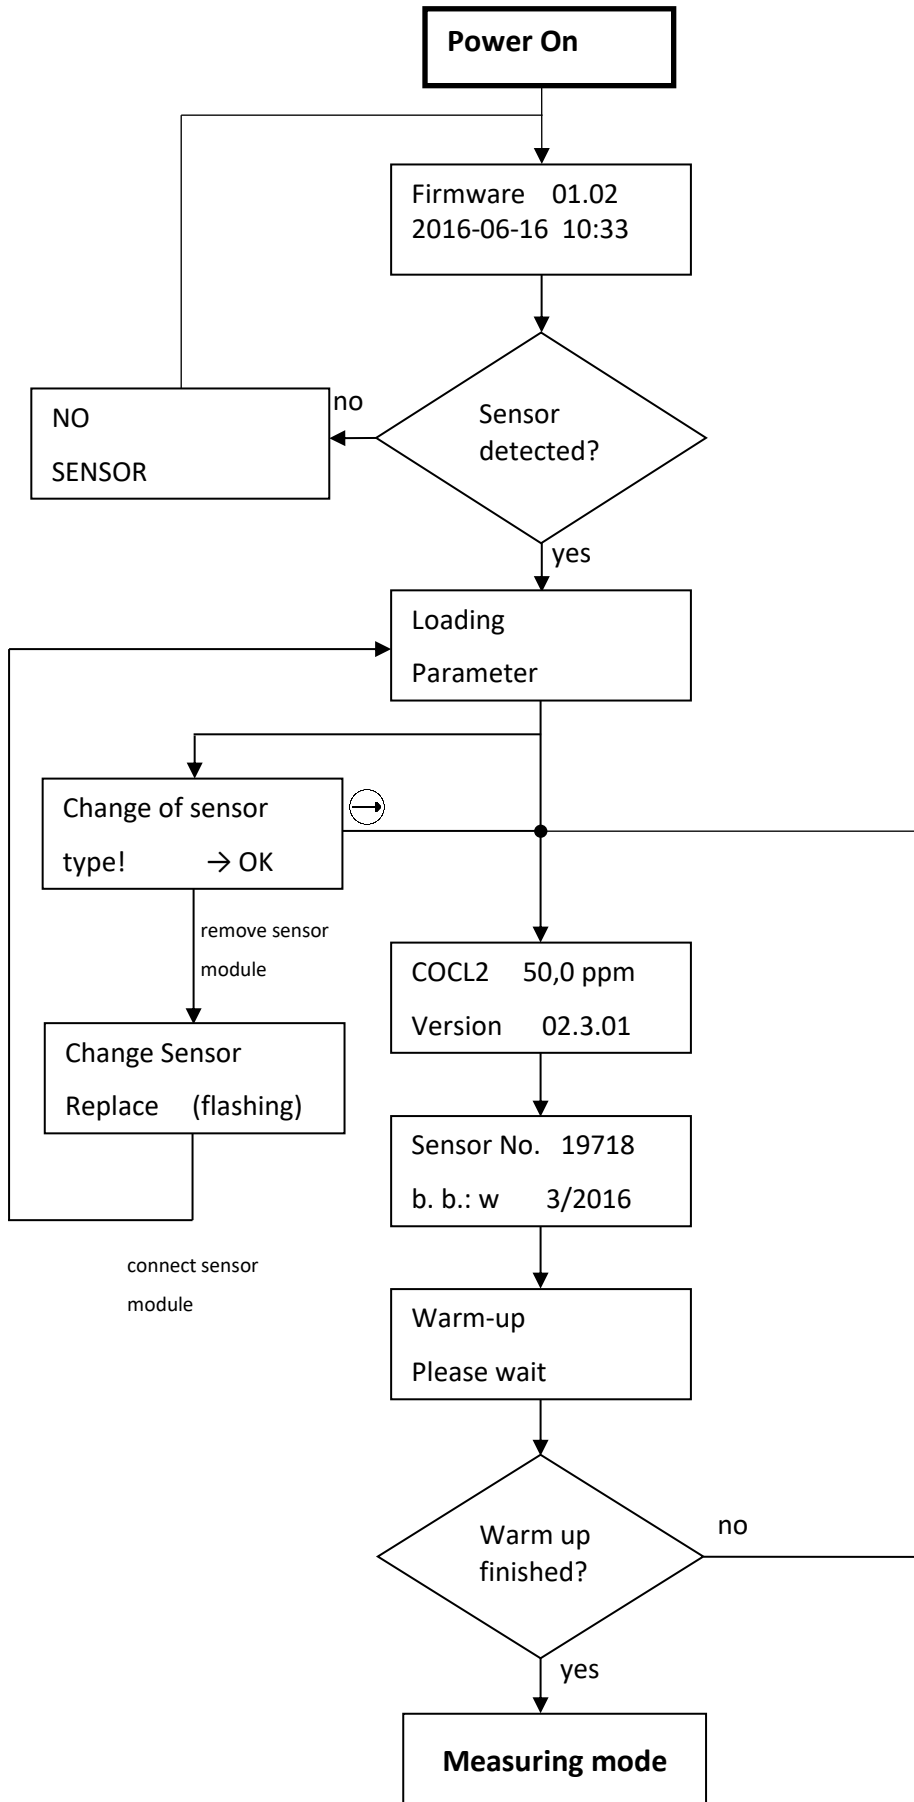 Power On
Firmware 01.02
2016-06-16 10:33
Sensor
detected?
no
NO
SENSOR
yes
Loading
Parameter
Change of sensor
type! → OK
remove sensor
module
Change Sensor
Replace (flashing)
connect sensor
module
COCL2 50,0 ppm
Version 02.3.01
Sensor No. 19718
b. b.: w 3/2016
Warm-up
Please wait
Warm up
finished?
no
yes
Measuring mode